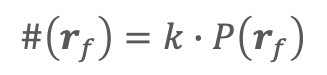 #(r_f) = k · P(r_f)